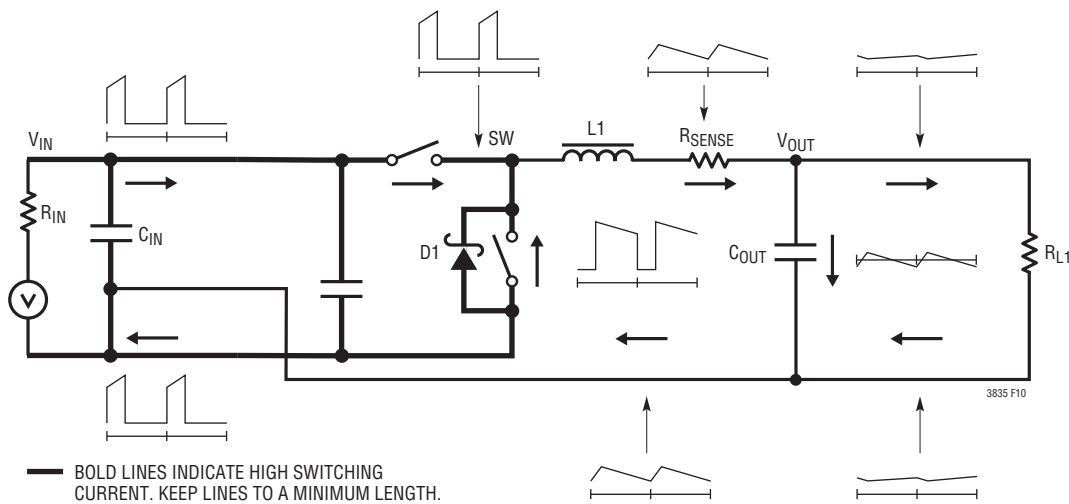 VIN
SW
L1
RSENSE
VOUT
RIN
CIN
D1
COUT
RL1
V
3835 F10
BOLD LINES INDICATE HIGH SWITCHING
CURRENT. KEEP LINES TO A MINIMUM LENGTH.